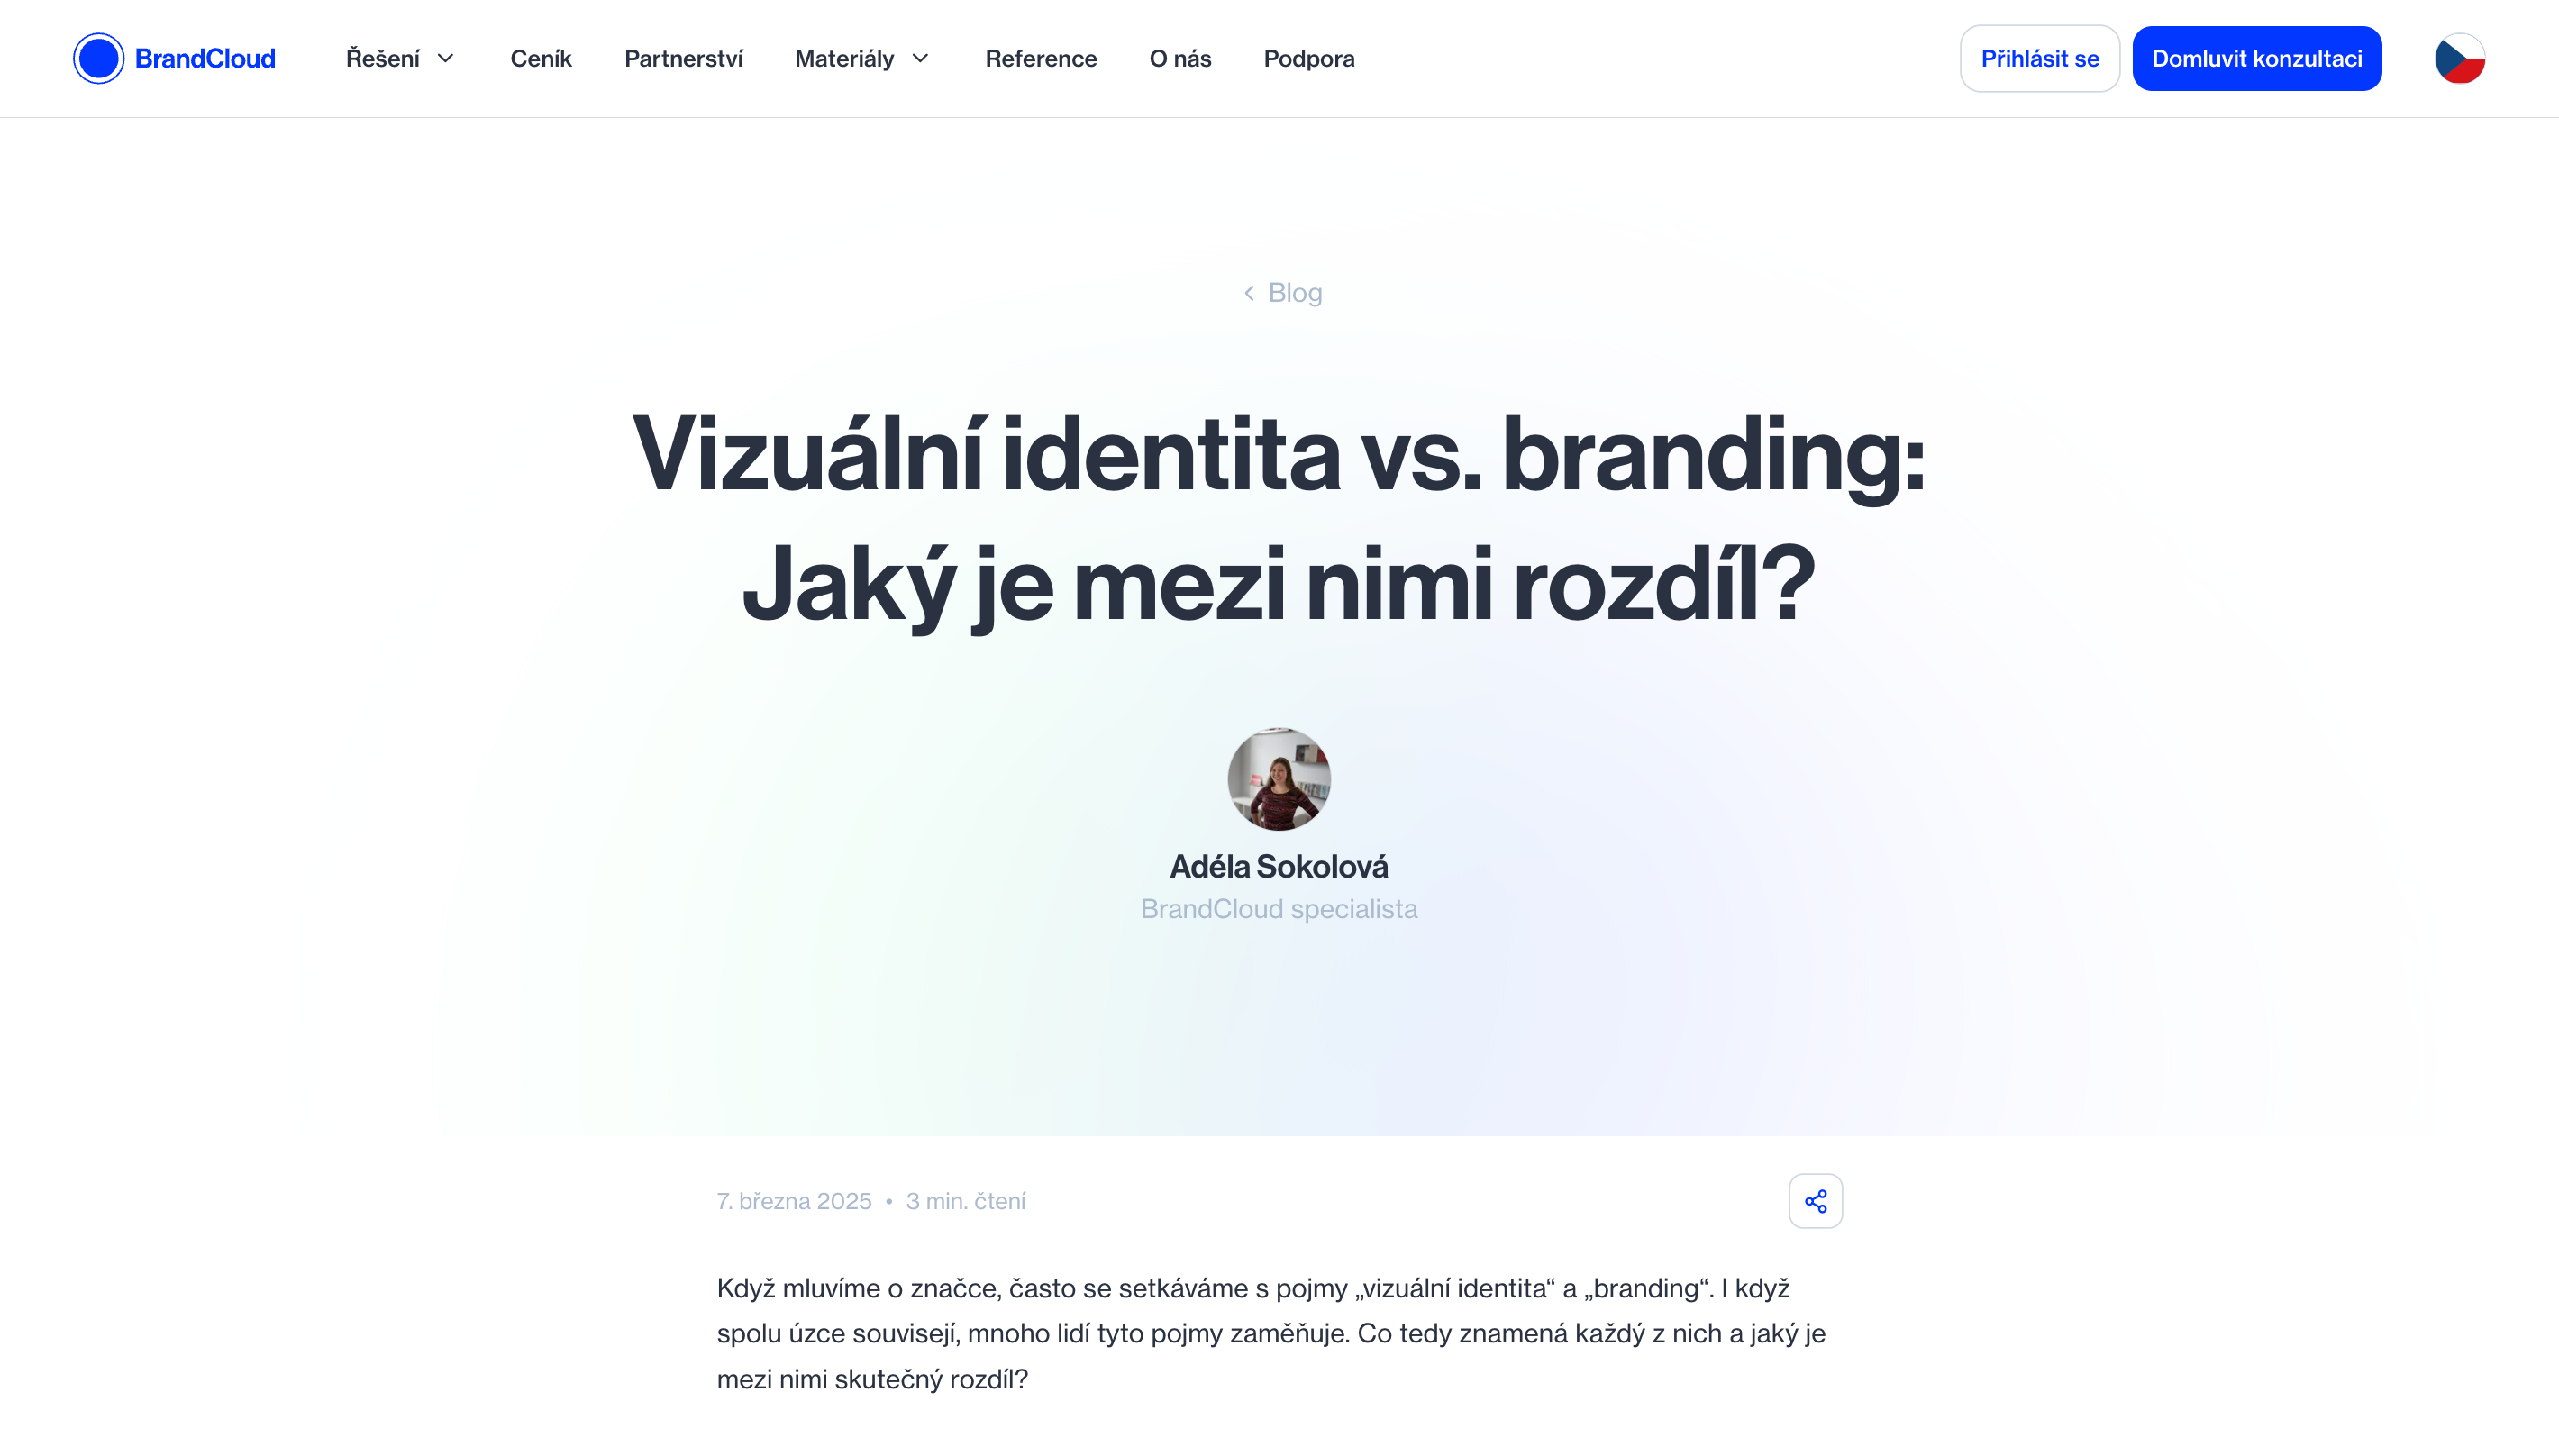 BrandCloud
Řešení
Ceník
Partnerství
Materiály
Reference
O nás
Podpora
Přihlásit se
Domluvit konzultaci
Blog
Vizuální identita vs. branding:
Jaký je mezi nimi rozdíl?
Adéla Sokolová
BrandCloud specialista
7. března 2025 • 3 min. čtení
Když mluvíme o značce, často se setkáváme s pojmy „vizuální identita“ a „branding“. I když
spolu úzce souvisejí, mnoho lidí tyto pojmy zaměňuje. Co tedy znamená každý z nich a jaký je
mezi nimi skutečný rozdíl?